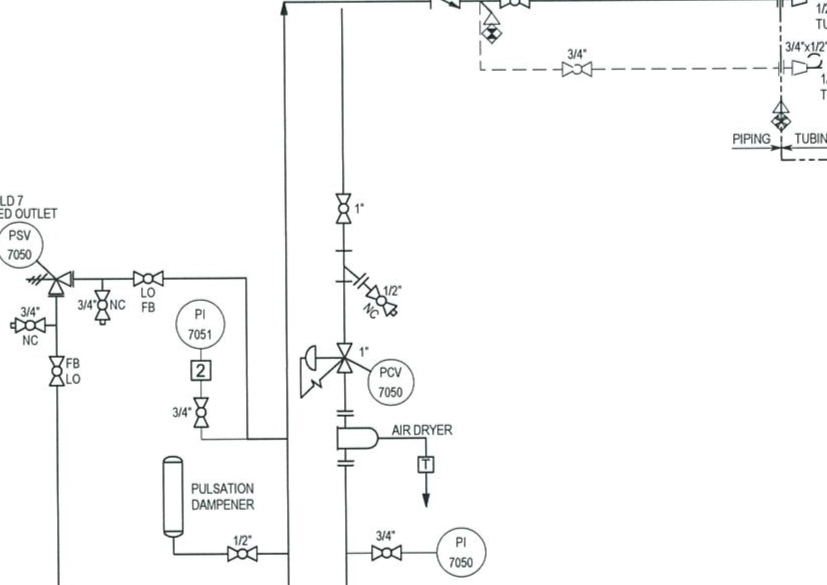 1/2
TU
3/4"
3/4"x1/2"
1/
T
PIPING
TUBIN
LD 7
ED OUTLET
PSV
7050
1"
3/4"
NC
LO
FB
1/2"
NC
3/4"
NC
PI
7051
1"
FB
LO
2
PCV
7050
3/4"
AIR DRYER
T
PULSATION
DAMPENER
1/2"
3/4"
PI
7050